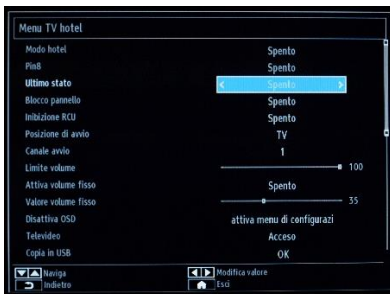 Menu TV hotel
Modo hotel Spento
Pin8 Spento
Ultimo stato Spento
Blocco pannello Spento
Inibizione RCU Spento
Posizione di avvio TV
Canale avvio 1
Limite volume 100
Attiva volume fisso Spento
Valore volume fisso 35
Disattiva OSD attiva menu di configurazi
Televideo Acceso
Copia in USB OK
Naviga Modifica valore
Indietro Esci